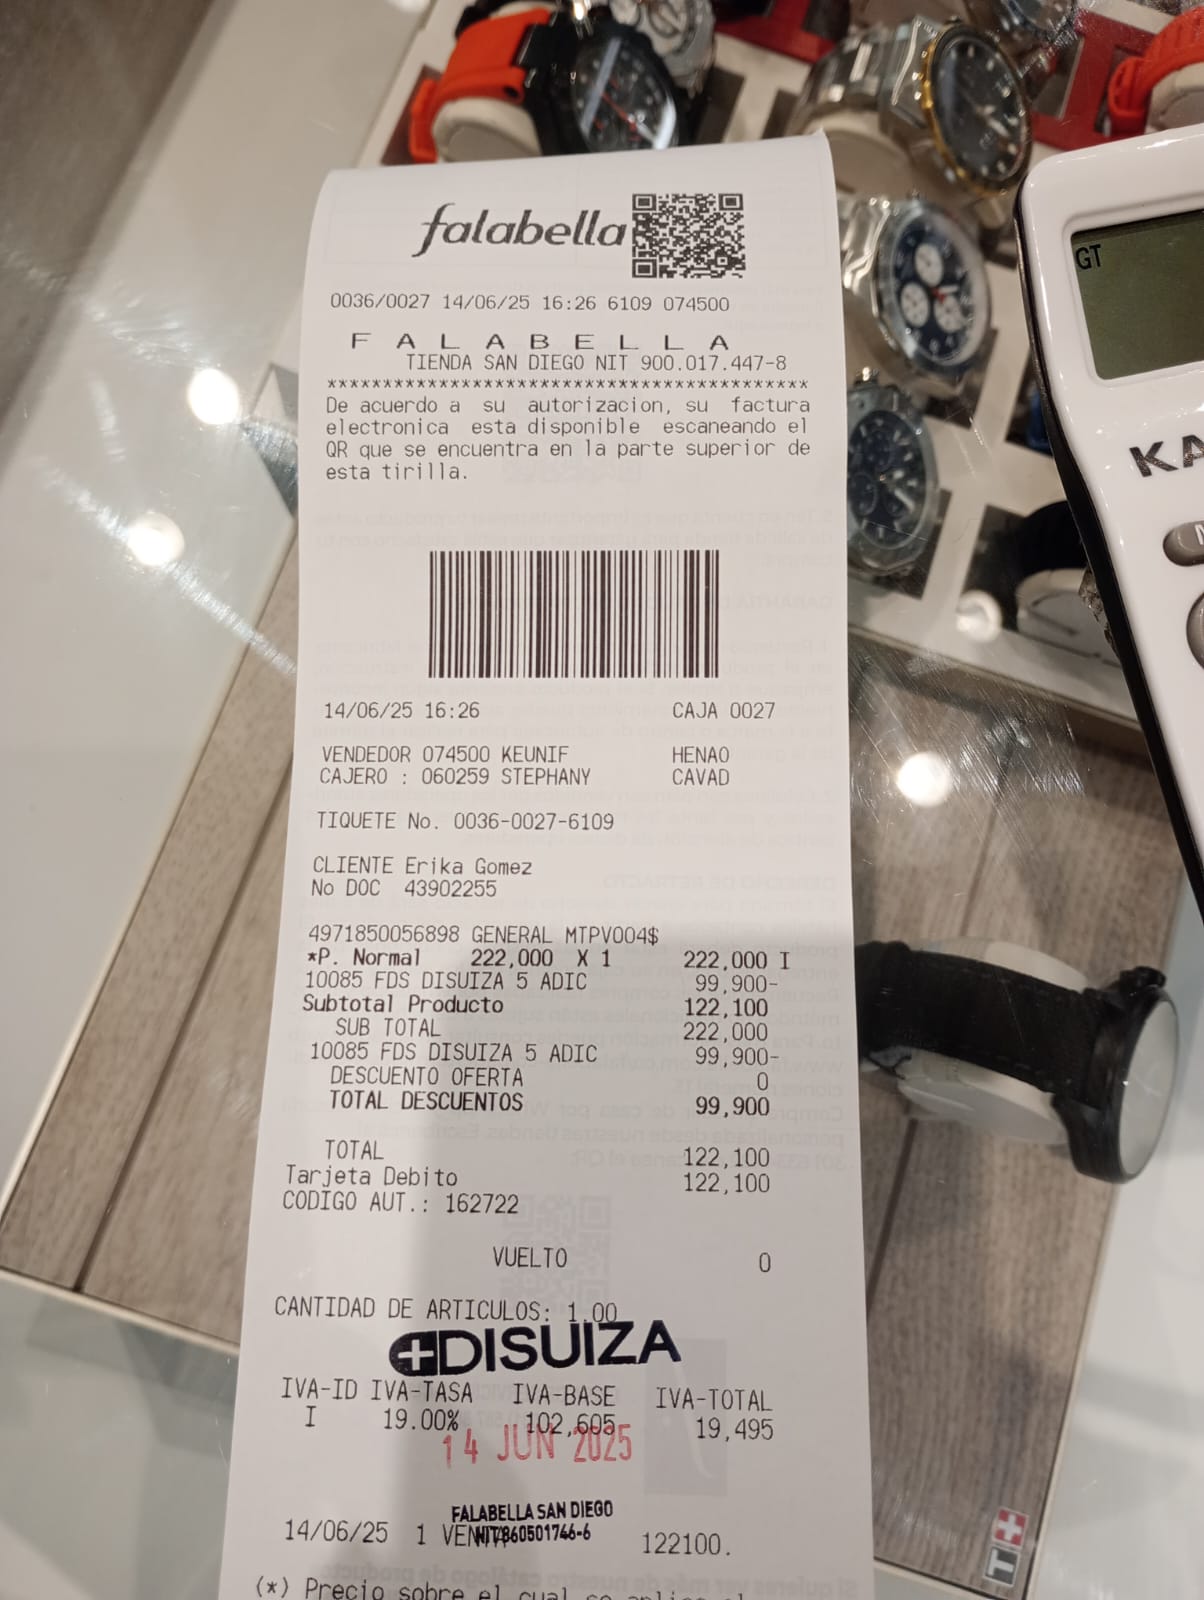 falabella
0036/0027 14/06/25 16:26 6109 074500
F A L A B E L L A
TIENDA SAN DIEGO NIT 900.017.447-8
*******************************************
De acuerdo a su autorizacion, su factura
electronica esta disponible escaneando el
QR que se encuentra en la parte superior de
esta tirilla.
14/06/25 16:26 CAJA 0027
VENDEDOR 074500 KEUNIF HENAO
CAJERO : 060259 STEPHANY CAVAD
TIQUETE No. 0036-0027-6109
CLIENTE Erika Gomez
No DOC 43902255
4971850056898 GENERAL MTPV004$
*P. Normal 222,000 X 1 222,000 I
10085 FDS DISUIZA 5 ADIC 99,900-
Subtotal Producto 122,100
SUB TOTAL 222,000
10085 FDS DISUIZA 5 ADIC 99,900-
DESCUENTO OFERTA 0
TOTAL DESCUENTOS 99,900
TOTAL 122,100
Tarjeta Debito 122,100
CODIGO AUT.: 162722
VUELTO 0
CANTIDAD DE ARTICULOS: 1.00
DISUIZA
IVA-ID IVA-TASA IVA-BASE IVA-TOTAL
I 19.00% 102,605 19,495
14 JUN 2025
FALABELLA SAN DIEGO
NIT860501746-6
14/06/25 1 122100.
(*) Precio sobre el cual se aplica el
GT
KA
T